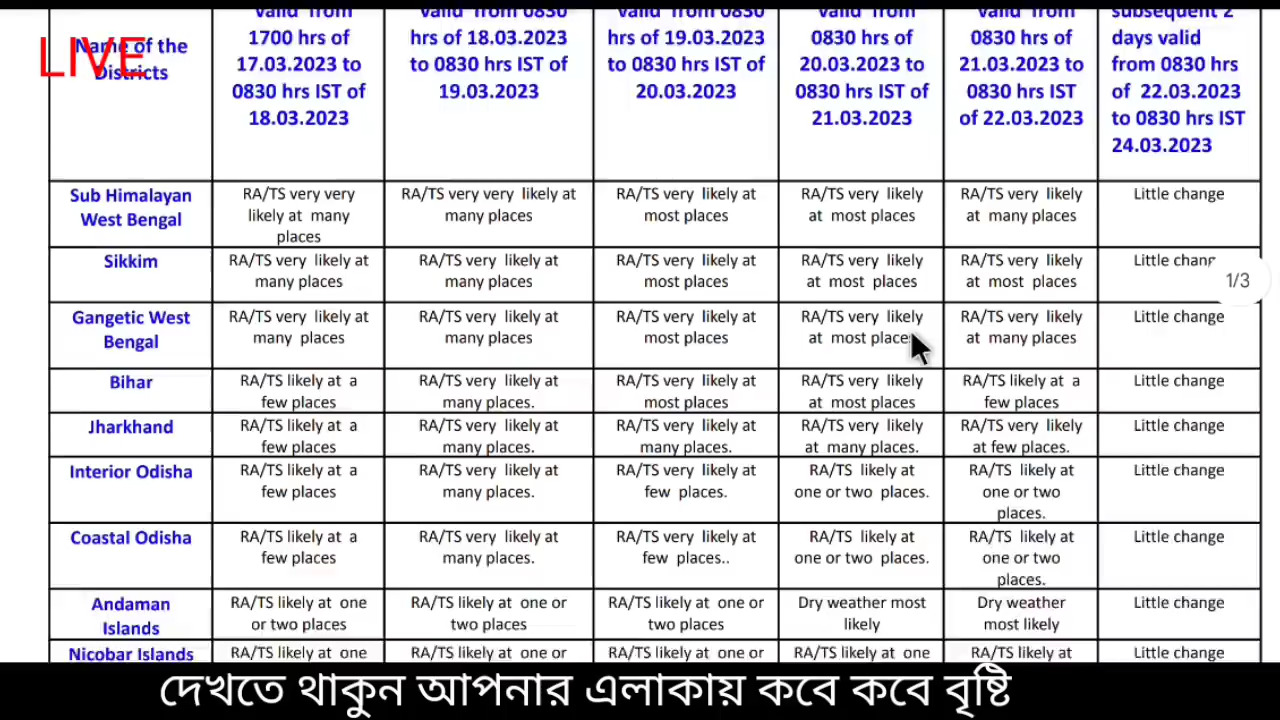 LIVE
Name of the
Districts
valid from
1700 hrs of
17.03.2023 to
0830 hrs IST of
18.03.2023
valid from 0830
hrs of 18.03.2023
to 0830 hrs IST of
19.03.2023
valid from 0830
hrs of 19.03.2023
to 0830 hrs IST of
20.03.2023
valid from
0830 hrs of
20.03.2023 to
0830 hrs IST of
21.03.2023
valid from
0830 hrs of
21.03.2023 to
0830 hrs IST
of 22.03.2023
subsequent 2
days valid
from 0830 hrs
of 22.03.2023
to 0830 hrs IST
24.03.2023
Sub Himalayan
West Bengal
RA/TS very very
likely at many
places
RA/TS very very likely at
many places
RA/TS very likely at
most places
RA/TS very likely
at most places
RA/TS very likely
at many places
Little change
Sikkim
RA/TS very likely at
many places
RA/TS very likely at
many places
RA/TS very likely at
most places
RA/TS very likely
at most places
RA/TS very likely
at most places
Little chang
1/3
Gangetic West
Bengal
RA/TS very likely at
many places
RA/TS very likely at
many places
RA/TS very likely at
most places
RA/TS very likely
at most places
RA/TS very likely
at many places
Little change
Bihar
RA/TS likely at a
few places
RA/TS very likely at
many places.
RA/TS very likely at
most places
RA/TS very likely
at most places
RA/TS likely at a
few places
Little change
Jharkhand
RA/TS likely at a
few places
RA/TS very likely at
many places.
RA/TS very likely at
many places.
RA/TS very likely
at many places.
RA/TS very likely
at few places.
Little change
Interior Odisha
RA/TS likely at a
few places
RA/TS very likely at
many places.
RA/TS very likely at
few places.
RA/TS likely at
one or two places.
RA/TS likely at
one or two
places.
Little change
Coastal Odisha
RA/TS likely at a
few places
RA/TS very likely at
many places.
RA/TS very likely at
few places..
RA/TS likely at
one or two places.
RA/TS likely at
one or two
places.
Little change
Andaman
Islands
RA/TS likely at one
or two places
RA/TS likely at one or
two places
RA/TS likely at one or
two places
Dry weather most
likely
Dry weather
most likely
Little change
Nicobar Islands
RA/TS likely at one
RA/TS likely at one or
RA/TS likely at one or
RA/TS likely at one
RA/TS likely at
Little change
দেখতে থাকুন আপনার এলাকায় কবে কবে বৃষ্টি